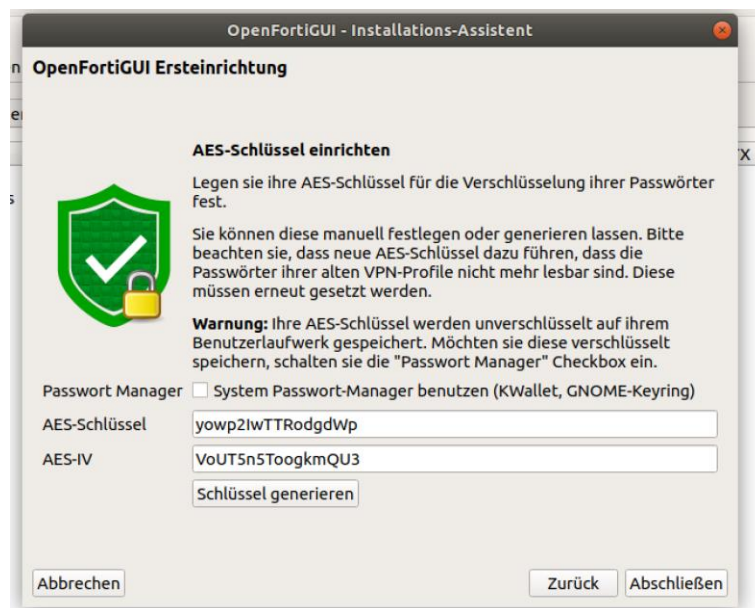 OpenFortiGUI - Installations-Assistent
OpenFortiGUI Ersteinrichtung
AES-Schlüssel einrichten
Legen sie ihre AES-Schlüssel für die Verschlüsselung ihrer Passwörter
fest.
Sie können diese manuell festlegen oder generieren lassen. Bitte
beachten sie, dass neue AES-Schlüssel dazu führen, dass die
Passwörter ihrer alten VPN-Profile nicht mehr lesbar sind. Diese
müssen erneut gesetzt werden.
Warnung: Ihre AES-Schlüssel werden unverschlüsselt auf ihrem
Benutzerlaufwerk gespeichert. Möchten sie diese verschlüsselt
speichern, schalten sie die "Passwort Manager" Checkbox ein.
Passwort Manager System Passwort-Manager benutzen (KWallet, GNOME-Keyring)
AES-Schlüssel yowp2IwTTRodgdWp
AES-IV VoUT5n5ToogkmQU3
Schlüssel generieren
Abbrechen Zurück Abschließen